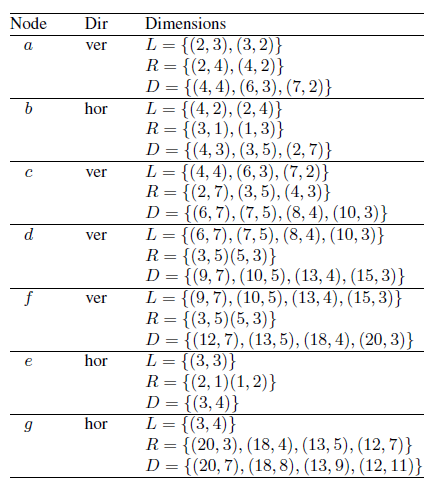 Node Dir Dimensions
a ver L = {(2, 3), (3, 2)}
R = {(2, 4), (4, 2)}
D = {(4, 4), (6, 3), (7, 2)}
b hor L = {(4, 2), (2, 4)}
R = {(3, 1), (1, 3)}
D = {(4, 3), (3, 5), (2, 7)}
c ver L = {(4, 4), (6, 3), (7, 2)}
R = {(2, 7), (3, 5), (4, 3)}
D = {(6, 7), (7, 5), (8, 4), (10, 3)}
d ver L = {(6, 7), (7, 5), (8, 4), (10, 3)}
R = {(3, 5)(5, 3)}
D = {(9, 7), (10, 5), (13, 4), (15, 3)}
f ver L = {(9, 7), (10, 5), (13, 4), (15, 3)}
R = {(3, 5)(5, 3)}
D = {(12, 7), (13, 5), (18, 4), (20, 3)}
e hor L = {(3, 3)}
R = {(2, 1)(1, 2)}
D = {(3, 4)}
g hor L = {(3, 4)}
R = {(20, 3), (18, 4), (13, 5), (12, 7)}
D = {(20, 7), (18, 8), (13, 9), (12, 11)}